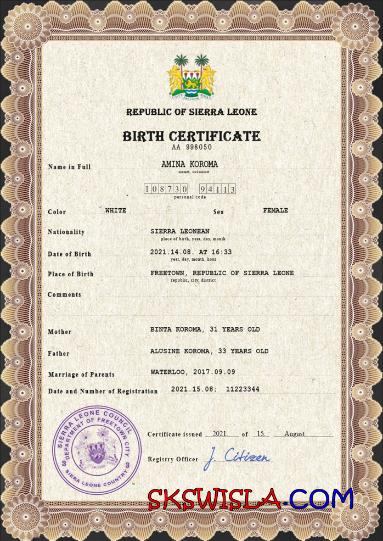 REPUBLIC OF SIERRA LEONE
BIRTH CERTIFICATE
AA 998050
Name in Full AMINA KOROMA
name, surname
108730 94113
personal code
Color WHITE Sex FEMALE
Nationality SIERRA LEONEAN
place of birth, year, day, month
Date of Birth 2021.14.08. AT 16:33
year, day, month, hour
Place of Birth FREETOWN, REPUBLIC OF SIERRA LEONE
republic, city, district
Comments
Mother BINTA KOROMA, 31 YEARS OLD
Father ALUSINE KOROMA, 33 YEARS OLD
Marriage of Parents WATERLOO, 2017.09.09
Date and Number of Registration 2021.15.08; 11223344
SIERRA LEONE COUNCIL
DEPARTMENT OF FREETOWN CITY
SIERRA LEONE COUNTRY
Certificate issued 2021 of 15 August
Registry Officer J. Citizen
SKSWISLA.COM